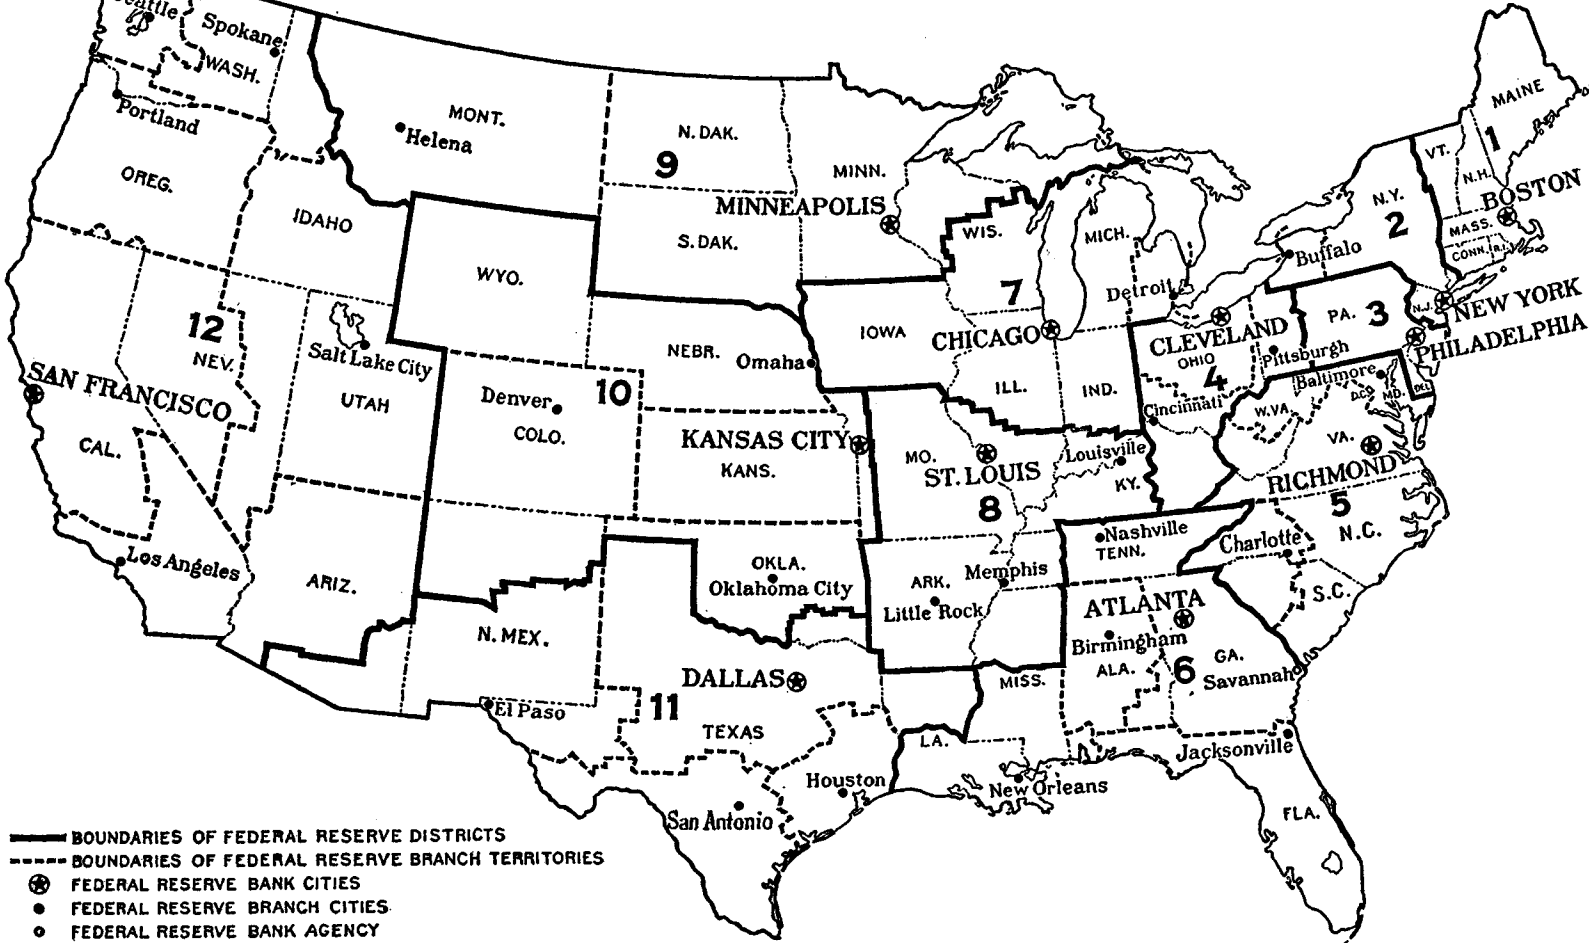 Seattle
Spokane
WASH.
Portland
OREG.
MONT.
Helena
IDAHO
WYO.
N. DAK.
9
S. DAK.
MINN.
MINNEAPOLIS
WIS.
MICH.
7
Detroit
CHICAGO
IOWA
ILL.
IND.
MAINE
1
VT.
N.H.
BOSTON
MASS.
CONN.
R.I.
N.Y.
2
Buffalo
NEW YORK
N.J.
PA.
3
PHILADELPHIA
CLEVELAND
OHIO
4
Pittsburgh
Cincinnati
Baltimore
D.C.
MD.
DEL.
W.VA.
VA.
RICHMOND
5
N.C.
Charlotte
S.C.
12
NEV.
SAN FRANCISCO
CAL.
Los Angeles
Salt Lake City
UTAH
ARIZ.
NEBR.
Omaha
10
Denver
COLO.
KANSAS CITY
KANS.
MO.
ST. LOUIS
8
Louisville
KY.
Nashville
TENN.
Memphis
ARK.
Little Rock
OKLA.
Oklahoma City
N. MEX.
El Paso
DALLAS
11
TEXAS
Houston
San Antonio
LA.
New Orleans
MISS.
ATLANTA
Birmingham
ALA.
6
GA.
Savannah
Jacksonville
FLA.
BOUNDARIES OF FEDERAL RESERVE DISTRICTS
BOUNDARIES OF FEDERAL RESERVE BRANCH TERRITORIES
FEDERAL RESERVE BANK CITIES
FEDERAL RESERVE BRANCH CITIES
FEDERAL RESERVE BANK AGENCY